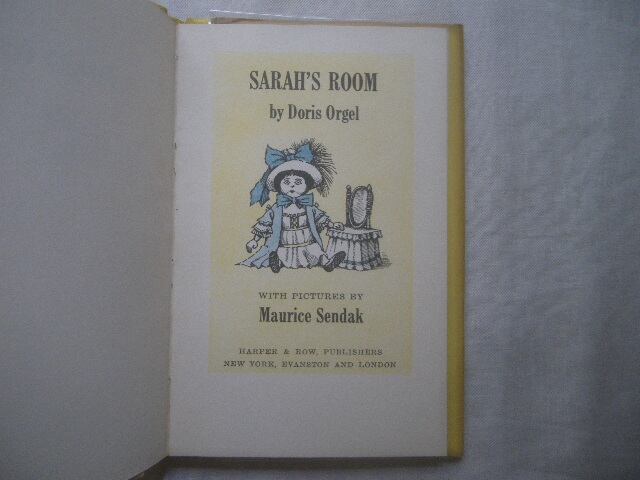 SARAH'S ROOM
by Doris Orgel
WITH PICTURES BY
Maurice Sendak
HARPER & ROW, PUBLISHERS
NEW YORK, EVANSTON AND LONDON